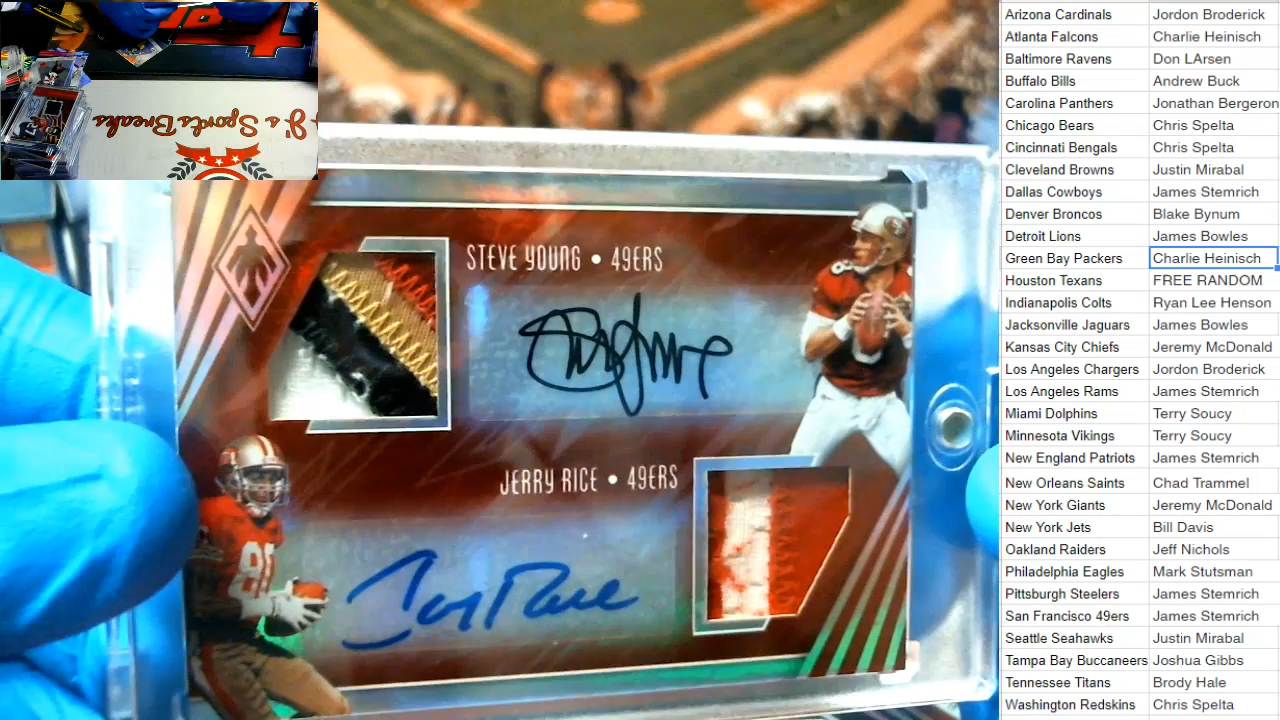 J's Sports Breaks
STEVE YOUNG • 49ERS
JERRY RICE • 49ERS
Jerry Rice
80
Arizona Cardinals Jordon Broderick
Atlanta Falcons Charlie Heinisch
Baltimore Ravens Don LArsen
Buffalo Bills Andrew Buck
Carolina Panthers Jonathan Bergeron
Chicago Bears Chris Spelta
Cincinnati Bengals Chris Spelta
Cleveland Browns Justin Mirabal
Dallas Cowboys James Stemrich
Denver Broncos Blake Bynum
Detroit Lions James Bowles
Green Bay Packers Charlie Heinisch
Houston Texans FREE RANDOM
Indianapolis Colts Ryan Lee Henson
Jacksonville Jaguars James Bowles
Kansas City Chiefs Jeremy McDonald
Los Angeles Chargers Jordon Broderick
Los Angeles Rams James Stemrich
Miami Dolphins Terry Soucy
Minnesota Vikings Terry Soucy
New England Patriots James Stemrich
New Orleans Saints Chad Trammel
New York Giants Jeremy McDonald
New York Jets Bill Davis
Oakland Raiders Jeff Nichols
Philadelphia Eagles Mark Stutsman
Pittsburgh Steelers James Stemrich
San Francisco 49ers James Stemrich
Seattle Seahawks Justin Mirabal
Tampa Bay Buccaneers Joshua Gibbs
Tennessee Titans Brody Hale
Washington Redskins Chris Spelta